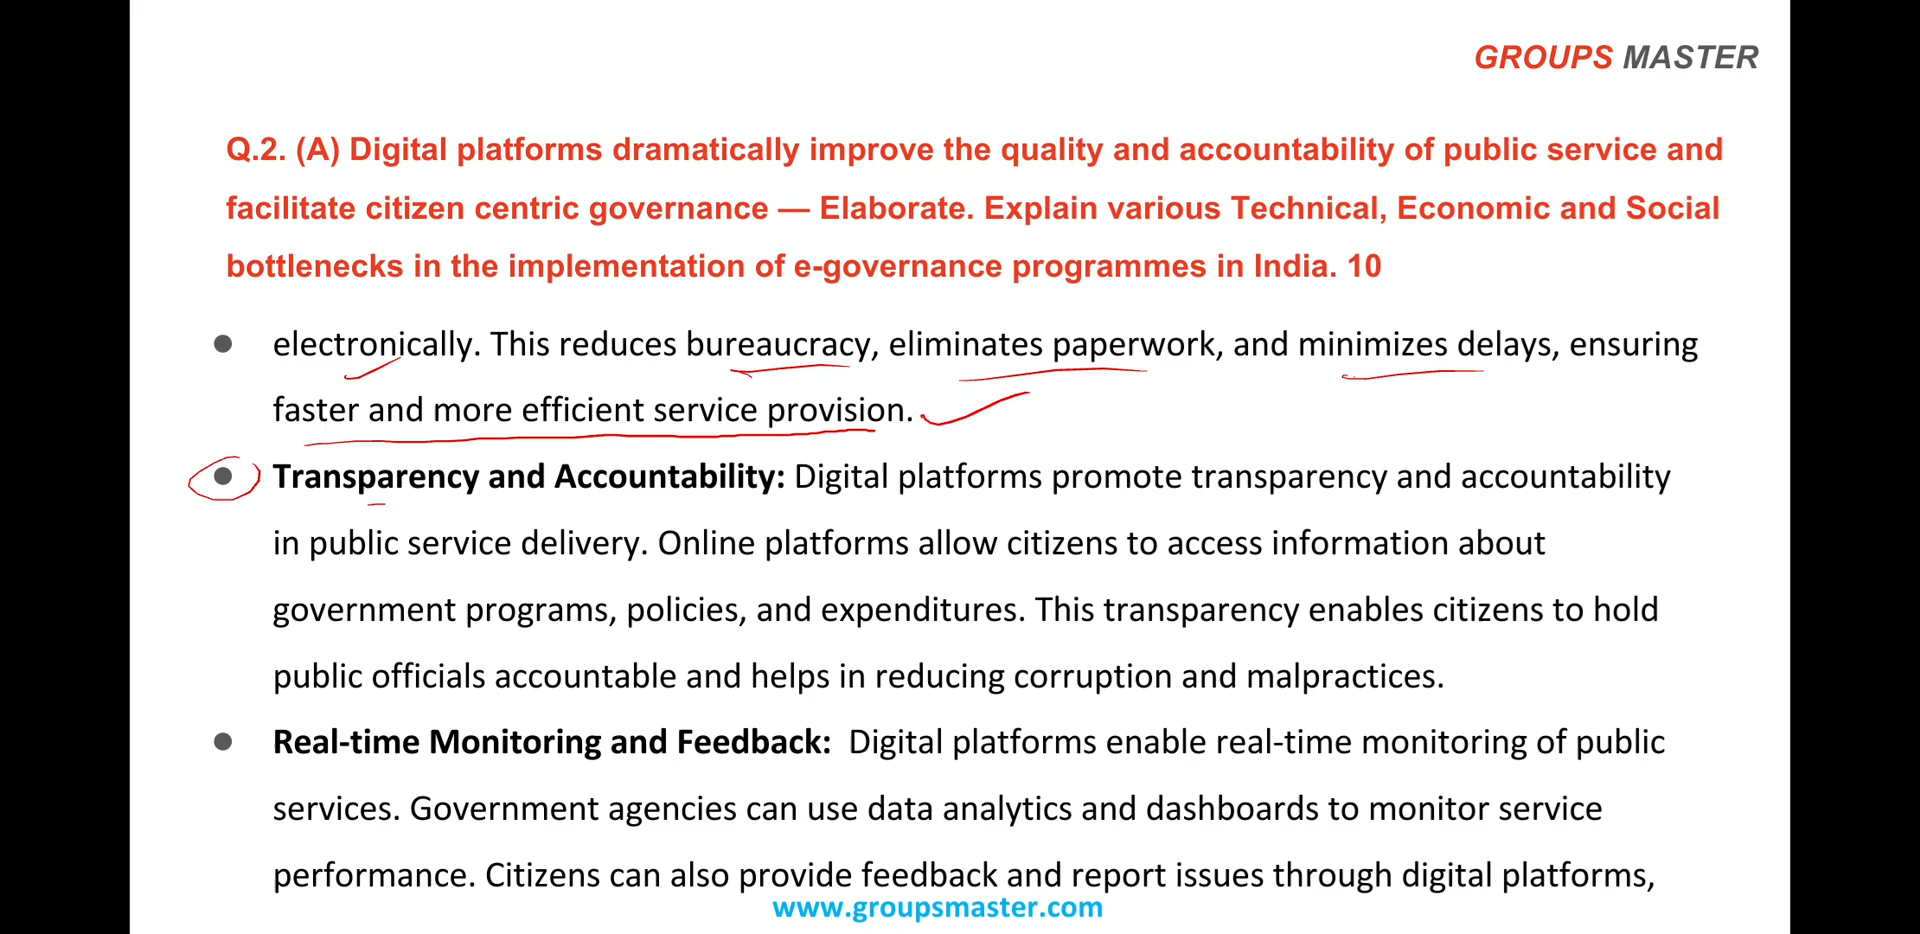 GROUPS MASTER
Q.2. (A) Digital platforms dramatically improve the quality and accountability of public service and
facilitate citizen centric governance — Elaborate. Explain various Technical, Economic and Social
bottlenecks in the implementation of e-governance programmes in India. 10
● electronically. This reduces bureaucracy, eliminates paperwork, and minimizes delays, ensuring
faster and more efficient service provision.
● Transparency and Accountability: Digital platforms promote transparency and accountability
in public service delivery. Online platforms allow citizens to access information about
government programs, policies, and expenditures. This transparency enables citizens to hold
public officials accountable and helps in reducing corruption and malpractices.
● Real-time Monitoring and Feedback: Digital platforms enable real-time monitoring of public
services. Government agencies can use data analytics and dashboards to monitor service
performance. Citizens can also provide feedback and report issues through digital platforms,
www.groupsmaster.com